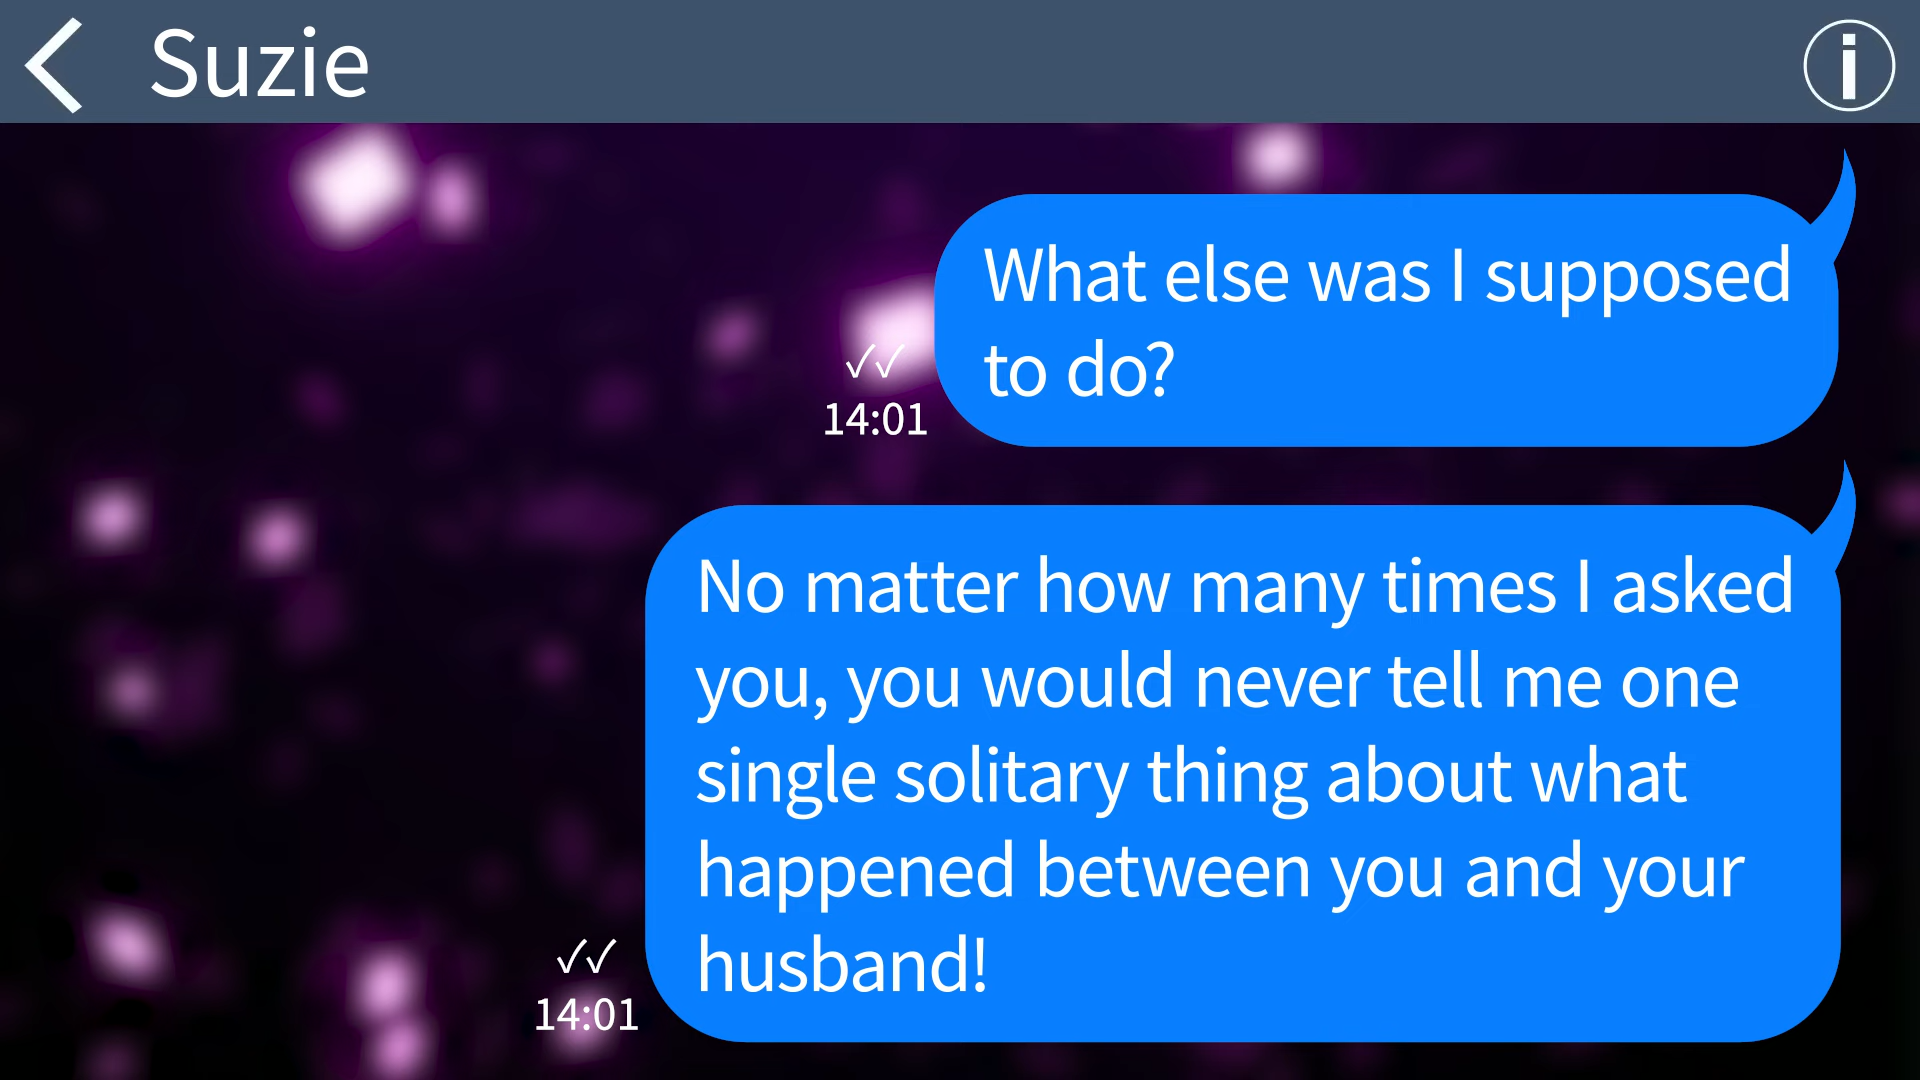 Suzie
What else was I supposed
to do?
✓✓
14:01
No matter how many times I asked
you, you would never tell me one
single solitary thing about what
happened between you and your
husband!
✓✓
14:01